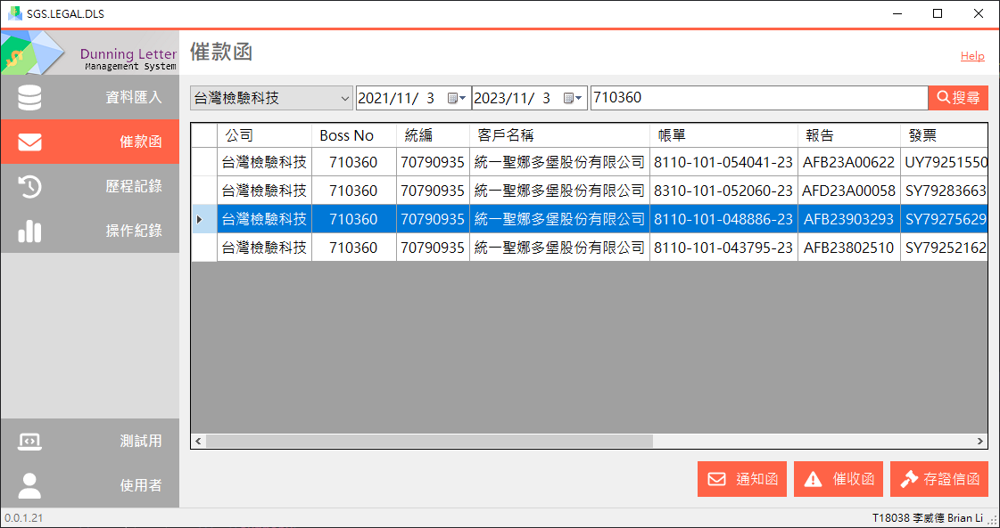 SGS.LEGAL.DLS
Dunning Letter
Management System
催款函
Help
資料匯入
催款函
歷程記錄
操作紀錄
測試用
使用者
台灣檢驗科技 2021/11/ 3 2023/11/ 3 710360 搜尋
公司 Boss No 統編 客戶名稱 帳單 報告 發票
台灣檢驗科技 710360 70790935 統一聖娜多堡股份有限公司 8110-101-054041-23 AFB23A00622 UY79251550
台灣檢驗科技 710360 70790935 統一聖娜多堡股份有限公司 8310-101-052060-23 AFD23A00058 SY79283663
台灣檢驗科技 710360 70790935 統一聖娜多堡股份有限公司 8110-101-048886-23 AFB23903293 SY79275629
台灣檢驗科技 710360 70790935 統一聖娜多堡股份有限公司 8110-101-043795-23 AFB23802510 SY79252162
通知函 催收函 存證信函
0.0.1.21
T18038 李威德 Brian Li